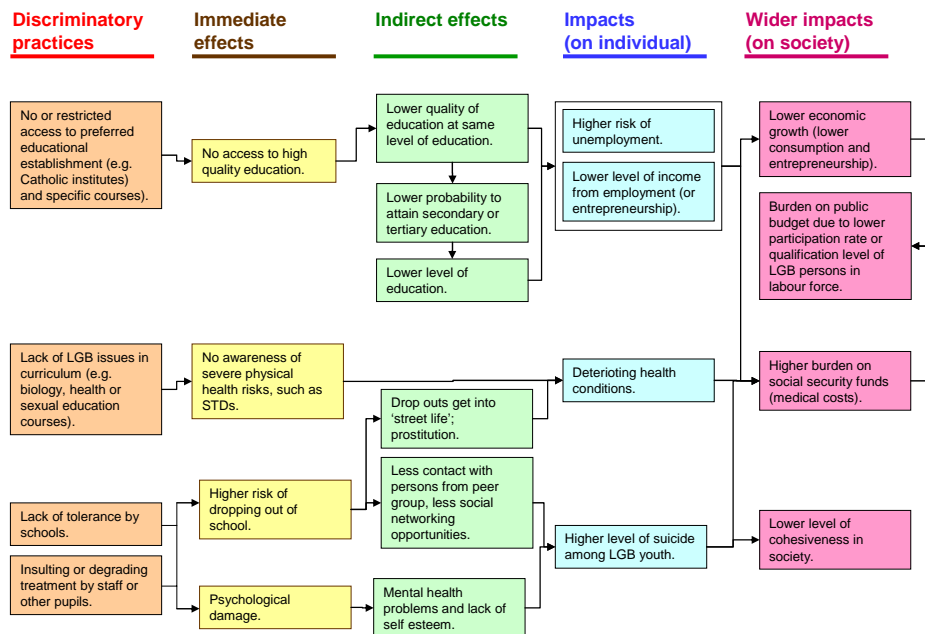 Discriminatory
practices
Immediate
effects
Indirect effects
Impacts
(on individual)
Wider impacts
(on society)
No or restricted
access to preferred
educational
establishment (e.g.
Catholic institutes)
and specific courses).
No access to high
quality education.
Lower quality of
education at same
level of education.
Lower probability to
attain secondary or
tertiary education.
Lower level of
education.
Higher risk of
unemployment.
Lower level of income
from employment (or
entrepreneurship).
Lower economic
growth (lower
consumption and
entrepreneurship).
Burden on public
budget due to lower
participation rate or
qualification level of
LGB persons in
labour force.
Lack of LGB issues in
curriculum (e.g.
biology, health or
sexual education
courses).
No awareness of
severe physical
health risks, such as
STDs.
Drop outs get into
‘street life’;
prostitution.
Deterioting health
conditions.
Higher burden on
social security funds
(medical costs).
Lack of tolerance by
schools.
Insulting or degrading
treatment by staff or
other pupils.
Higher risk of
dropping out of
school.
Psychological
damage.
Less contact with
persons from peer
group, less social
networking
opportunities.
Mental health
problems and lack of
self esteem.
Higher level of suicide
among LGB youth.
Lower level of
cohesiveness in
society.